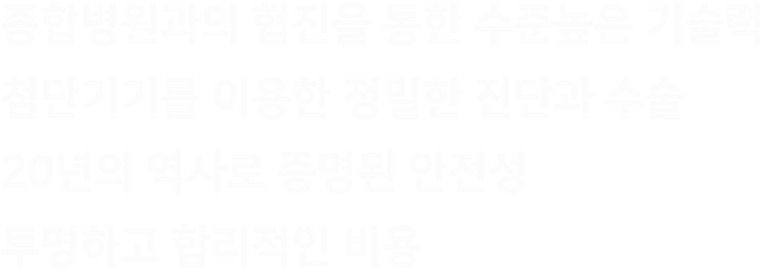 종합병원과의 협진을 통한 수준높은 기술력
첨단기기를 이용한 정밀한 진단과 수술
20년의 역사로 증명된 안전성
투명하고 합리적인 비용